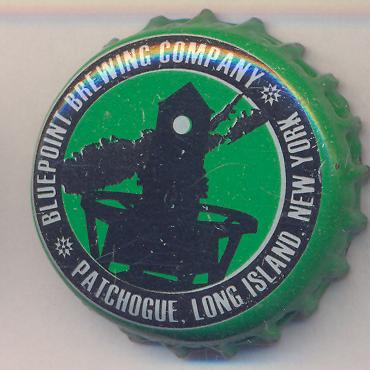 BLUEPOINT BREWING COMPANY
PATCHOGUE, LONG ISLAND, NEW YORK